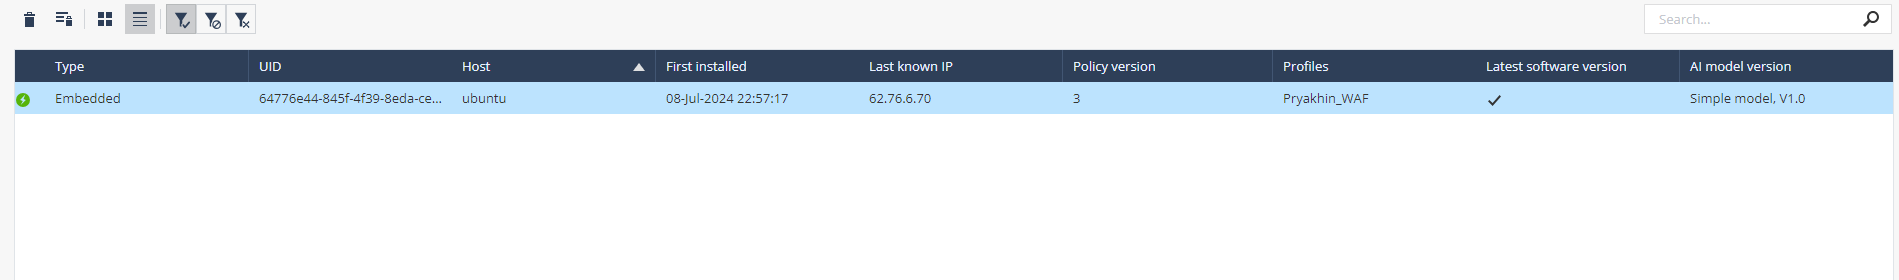 Search...
Type UID Host First installed Last known IP Policy version Profiles Latest software version AI model version
Embedded 64776e44-845f-4f39-8eda-ce... ubuntu 08-Jul-2024 22:57:17 62.76.6.70 3 Pryakhin_WAF Simple model, V1.0